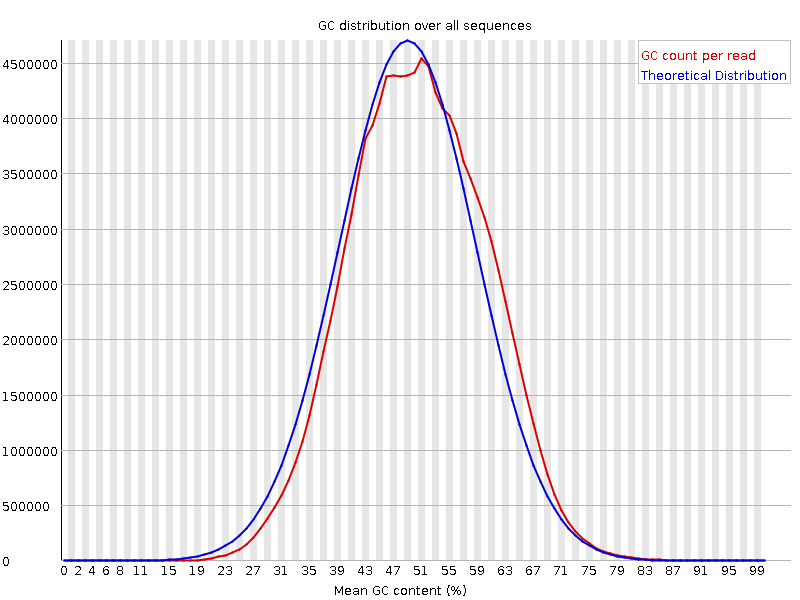 GC distribution over all sequences
GC count per read
Theoretical Distribution
4500000
4000000
3500000
3000000
2500000
2000000
1500000
1000000
500000
0
0 2 4 6 8 11 15 19 23 27 31 35 39 43 47 51 55 59 63 67 71 75 79 83 87 91 95 99
Mean GC content (%)